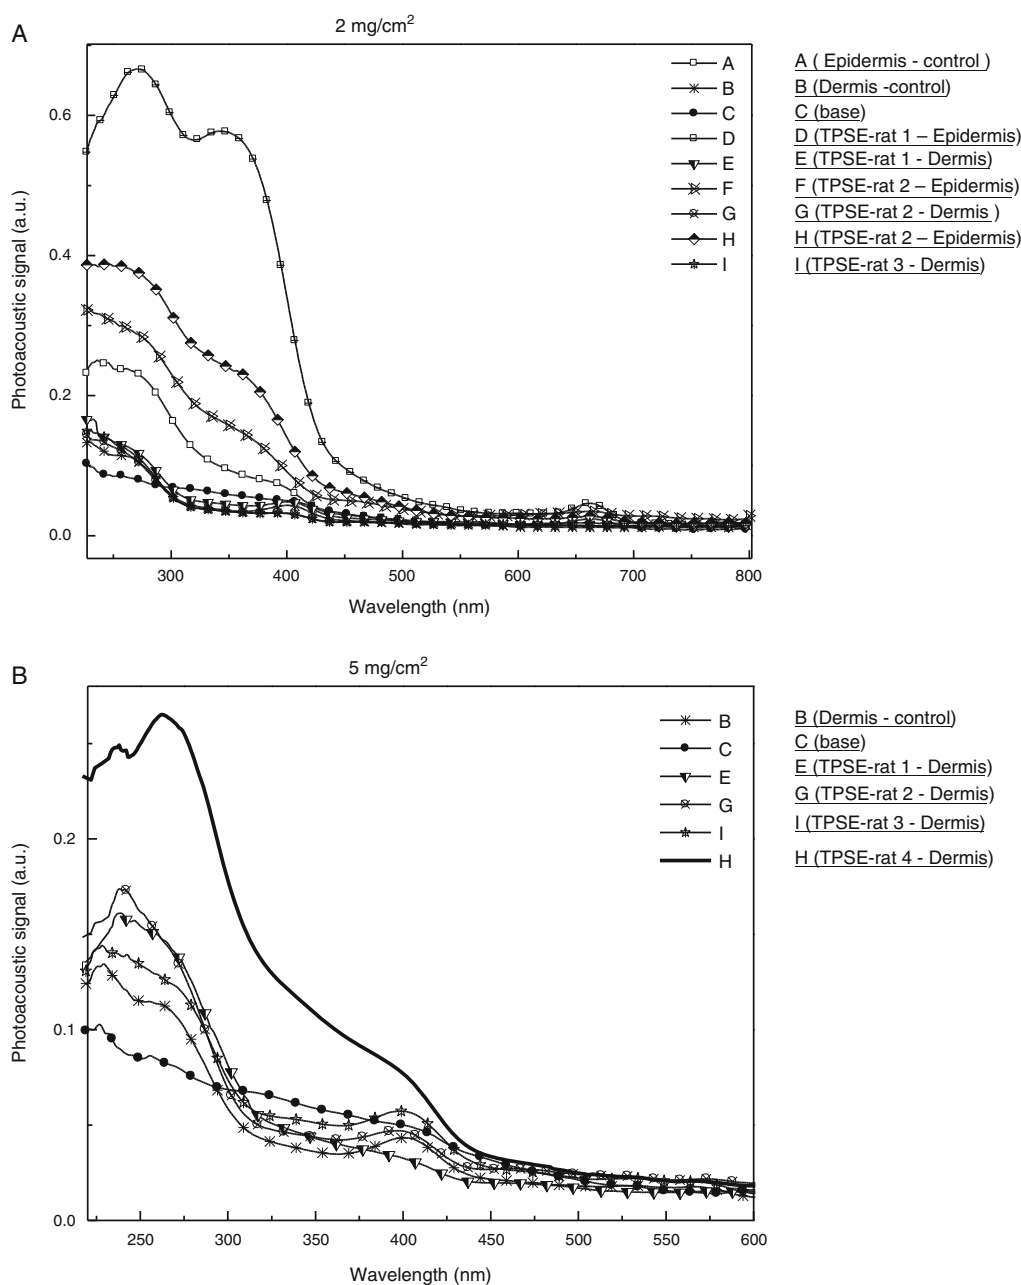 A
2 mg/cm²
Photoacoustic signal (a.u.)
0.6
0.4
0.2
0.0
300
400
500
600
700
800
Wavelength (nm)
A
B
C
D
E
F
G
H
I
A ( Epidermis - control )
B (Dermis -control)
C (base)
D (TPSE-rat 1 – Epidermis)
E (TPSE-rat 1 - Dermis)
F (TPSE-rat 2 – Epidermis)
G (TPSE-rat 2 - Dermis )
H (TPSE-rat 2 – Epidermis)
I (TPSE-rat 3 - Dermis)
B
5 mg/cm²
Photoacoustic signal (a.u.)
0.2
0.1
0.0
250
300
350
400
450
500
550
600
Wavelength (nm)
B
C
E
G
I
H
B (Dermis - control)
C (base)
E (TPSE-rat 1 - Dermis)
G (TPSE-rat 2 - Dermis)
I (TPSE-rat 3 - Dermis)
H (TPSE-rat 4 - Dermis)